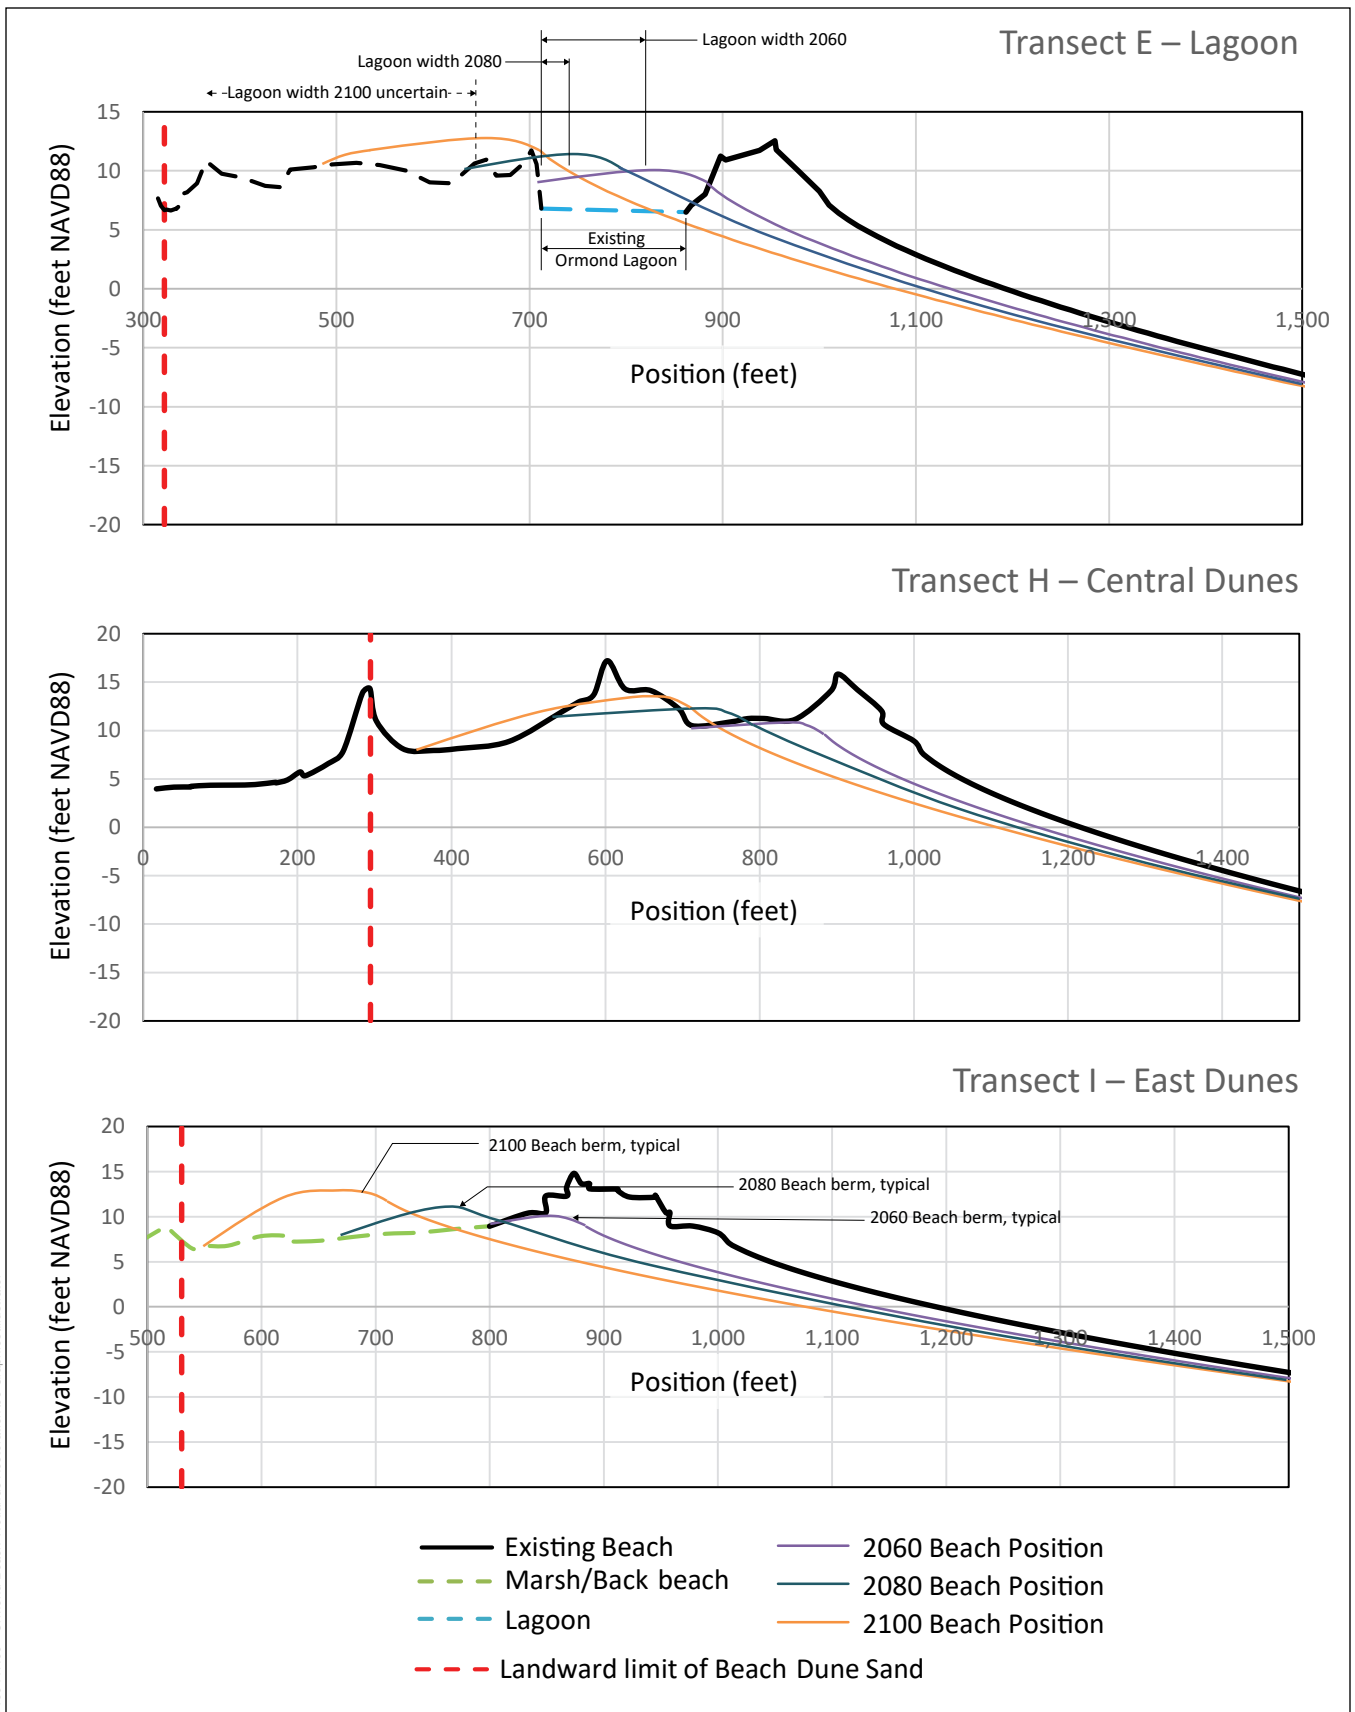 Transect E – Lagoon
Lagoon width 2060
Lagoon width 2080
Lagoon width 2100 uncertain
Existing
Ormond Lagoon
Elevation (feet NAVD88)
15
10
5
0
-5
-10
-15
-20
300
500
700
900
1,100
1,300
1,500
Position (feet)
Transect H – Central Dunes
Elevation (feet NAVD88)
20
15
10
5
0
-5
-10
-15
-20
0
200
400
600
800
1,000
1,200
1,400
Position (feet)
Transect I – East Dunes
2100 Beach berm, typical
2080 Beach berm, typical
2060 Beach berm, typical
Elevation (feet NAVD88)
20
15
10
5
0
-5
-10
-15
-20
500
600
700
800
900
1,000
1,100
1,200
1,300
1,400
1,500
Position (feet)
Existing Beach
Marsh/Back beach
Lagoon
Landward limit of Beach Dune Sand
2060 Beach Position
2080 Beach Position
2100 Beach Position